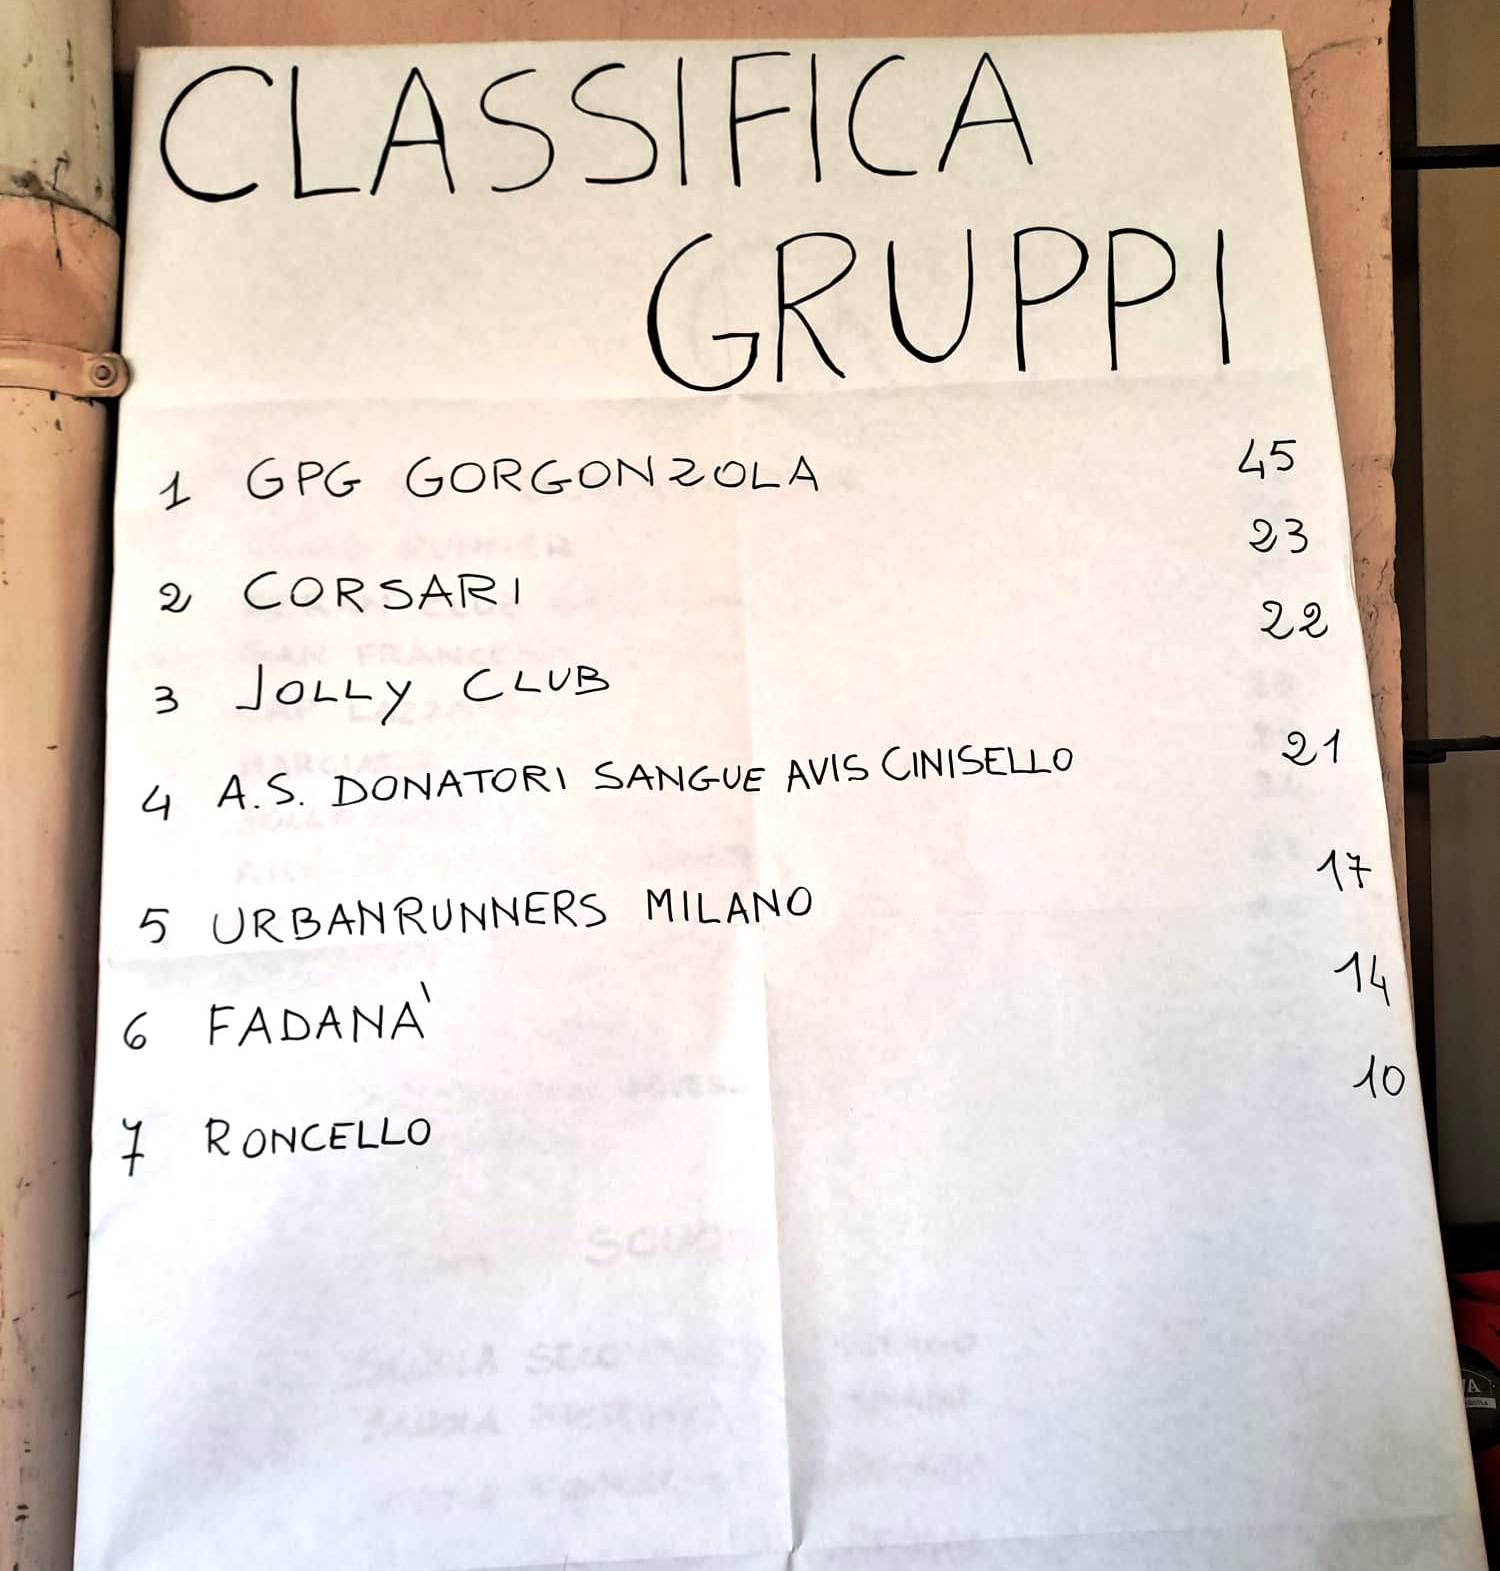 CLASSIFICA
GRUPPI
1 GPG GORGONZOLA 45
2 CORSARI 23
3 JOLLY CLUB 22
4 A.S. DONATORI SANGUE AVIS CINISELLO 21
5 URBANRUNNERS MILANO 17
6 FADANA' 14
7 RONCELLO 10